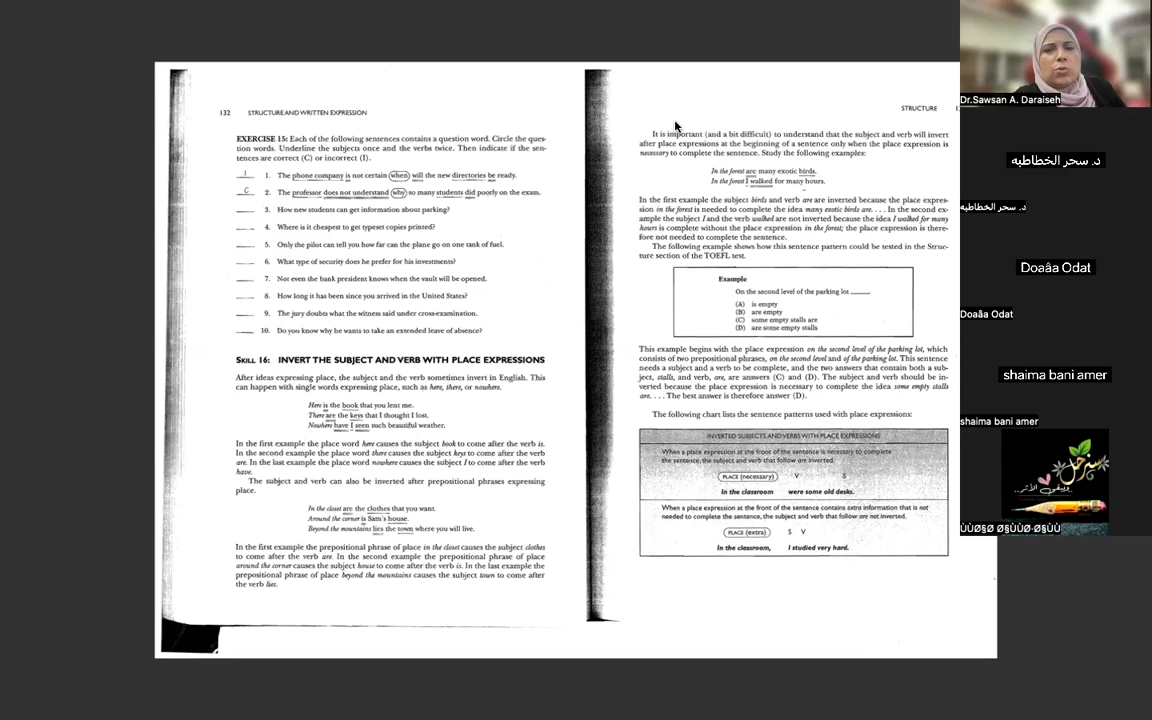 132 STRUCTURE AND WRITTEN EXPRESSION
EXERCISE 15: Each of the following sentences contains a question word. Circle the ques-
tion words. Underline the subjects once and the verbs twice. Then indicate if the sen-
tences are correct (C) or incorrect (I).
I 1. The phone company is not certain when will the new directories be ready.
C 2. The professor does not understand why so many students did poorly on the exam.
3. How new students can get information about parking?
4. Where is it cheapest to get typeset copies printed?
5. Only the pilot can tell you how far can the plane go on one tank of fuel.
6. What type of security does he prefer for his investments?
7. Not even the bank president knows when the vault will be opened.
8. How long it has been since you arrived in the United States?
9. The jury doubts what the witness said under cross-examination.
10. Do you know why he wants to take an extended leave of absence?
SKILL 16: INVERT THE SUBJECT AND VERB WITH PLACE EXPRESSIONS
After ideas expressing place, the subject and the verb sometimes invert in English. This
can happen with single words expressing place, such as here, there, or nowhere.
Here is the book that you lent me.
There are the keys that I thought I lost.
Nowhere have I seen such beautiful weather.
In the first example the place word here causes the subject book to come after the verb is.
In the second example the place word there causes the subject keys to come after the verb
are. In the last example the place word nowhere causes the subject I to come after the verb
have.
The subject and verb can also be inverted after prepositional phrases expressing
place.
In the closet are the clothes that you want.
Around the corner is Sam's house.
Beyond the mountains lies the town where you will live.
In the first example the prepositional phrase of place in the closet causes the subject clothes
to come after the verb are. In the second example the prepositional phrase of place
around the corner causes the subject house to come after the verb is. In the last example the
prepositional phrase of place beyond the mountains causes the subject town to come after
the verb lies.
STRUCTURE 1
It is important (and a bit difficult) to understand that the subject and verb will invert
after place expressions at the beginning of a sentence only when the place expression is
necessary to complete the sentence. Study the following examples:
In the forest are many exotic birds.
In the forest I walked for many hours.
In the first example the subject birds and verb are are inverted because the place expres-
sion in the forest is needed to complete the idea many exotic birds are. . . . In the second ex-
ample the subject I and the verb walked are not inverted because the idea I walked for many
hours is complete without the place expression in the forest; the place expression is there-
fore not needed to complete the sentence.
The following example shows how this sentence pattern could be tested in the Struc-
ture section of the TOEFL test.
Example
On the second level of the parking lot _____
(A) is empty
(B) are empty
(C) some empty stalls are
(D) are some empty stalls
This example begins with the place expression on the second level of the parking lot, which
consists of two prepositional phrases, on the second level and of the parking lot. This sentence
needs a subject and a verb to be complete, and the two answers that contain both a sub-
ject, stalls, and verb, are, are answers (C) and (D). The subject and verb should be in-
verted because the place expression is necessary to complete the idea some empty stalls
are. . . . The best answer is therefore answer (D).
The following chart lists the sentence patterns used with place expressions:
INVERTED SUBJECTS AND VERBS WITH PLACE EXPRESSIONS
When a place expression at the front of the sentence is necessary to complete
the sentence, the subject and verb that follow are inverted.
PLACE (necessary) V S
In the classroom were some old desks.
When a place expression at the front of the sentence contains extra information that is not
needed to complete the sentence, the subject and verb that follow are not inverted.
PLACE (extra) S V
In the classroom, I studied very hard.
Dr.Sawsan A. Daraiseh
د. سحر الخطاطبه
د. سحر الخطاطبه
Doaâa Odat
Doaâa Odat
shaima bani amer
shaima bani amer
سنرحل
ويبقى الأثر..